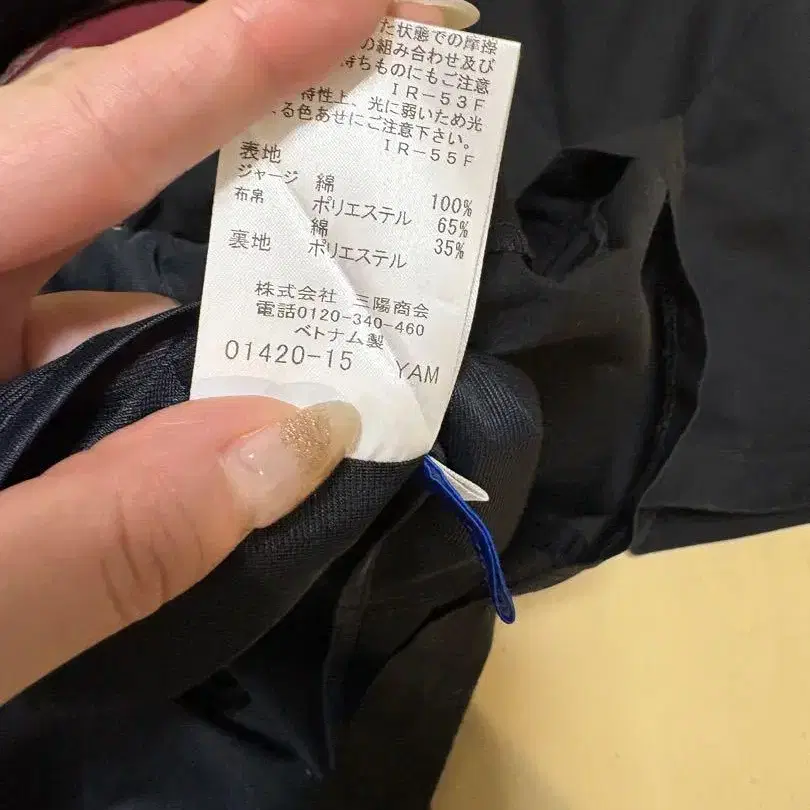 た状態での摩擦
の組み合わせ及び
持ちものにもご注意
IR-53F
特性上、光に弱いため光
る色あせにご注意下さい。
IR-55F
表地
ジャージ 綿 100%
布帛 ポリエステル 65%
綿 35%
裏地 ポリエステル
株式会社 三陽商会
電話0120-340-460
ベトナム製
01420-15 YAM